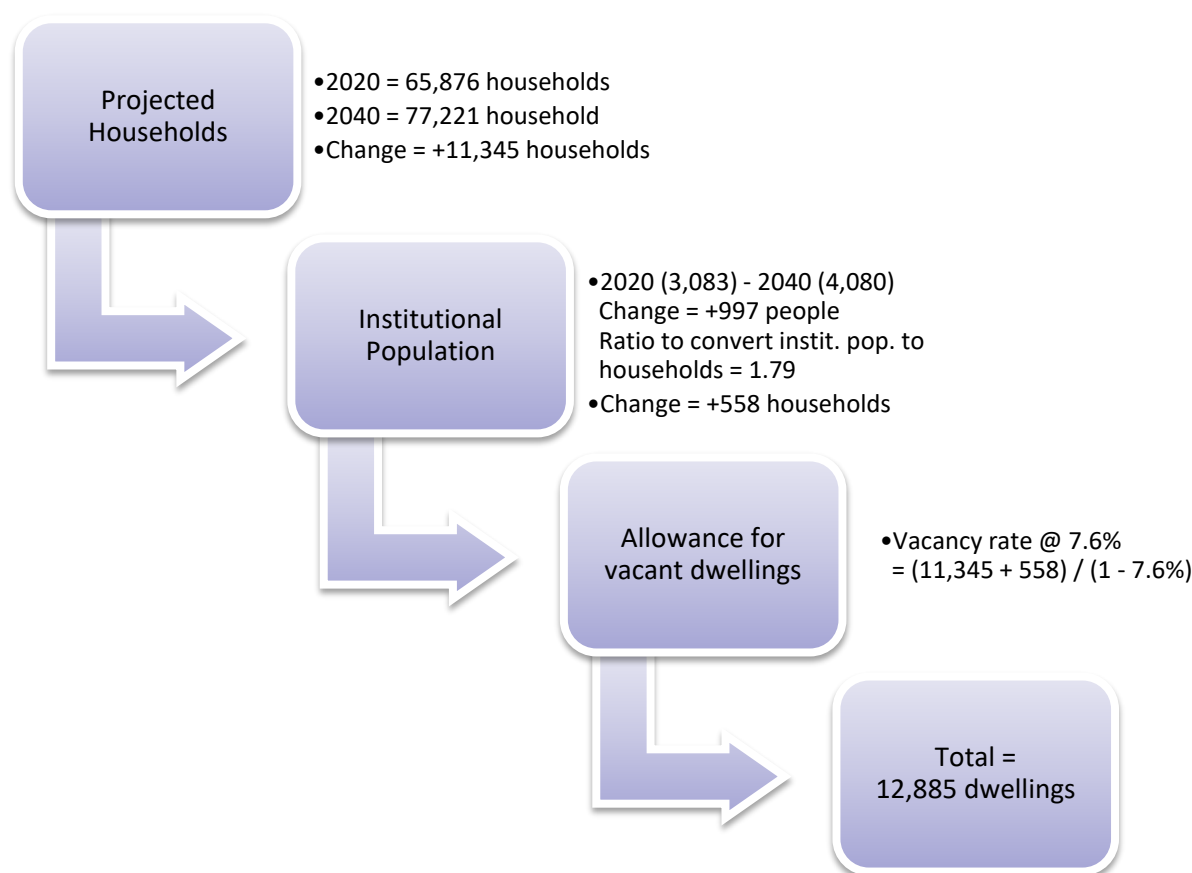 Projected
Households
•2020 = 65,876 households
•2040 = 77,221 household
•Change = +11,345 households
Institutional
Population
•2020 (3,083) - 2040 (4,080)
Change = +997 people
Ratio to convert instit. pop. to
households = 1.79
•Change = +558 households
Allowance for
vacant dwellings
•Vacancy rate @ 7.6%
= (11,345 + 558) / (1 - 7.6%)
Total =
12,885 dwellings